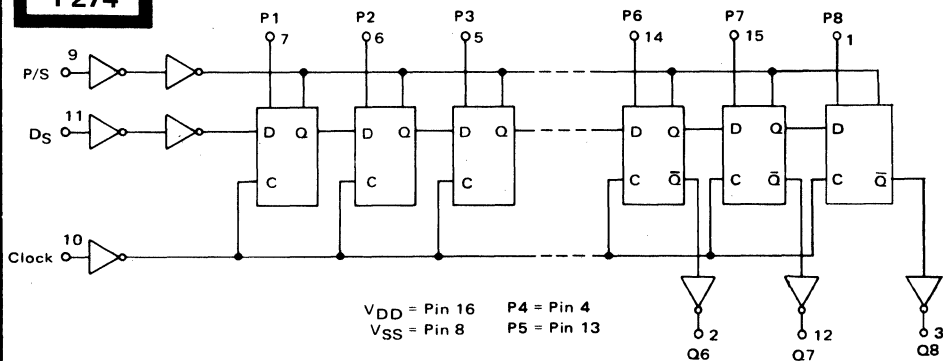 P1 P2 P3 P6 P7 P8
7 6 5 14 15 1
P/S 9
DS 11
D Q D Q D Q D Q D Q D
C C C C Q̅ C Q̅ C Q̅
Clock 10
VDD = Pin 16 P4 = Pin 4
VSS = Pin 8 P5 = Pin 13
2 12 3
Q6 Q7 Q8